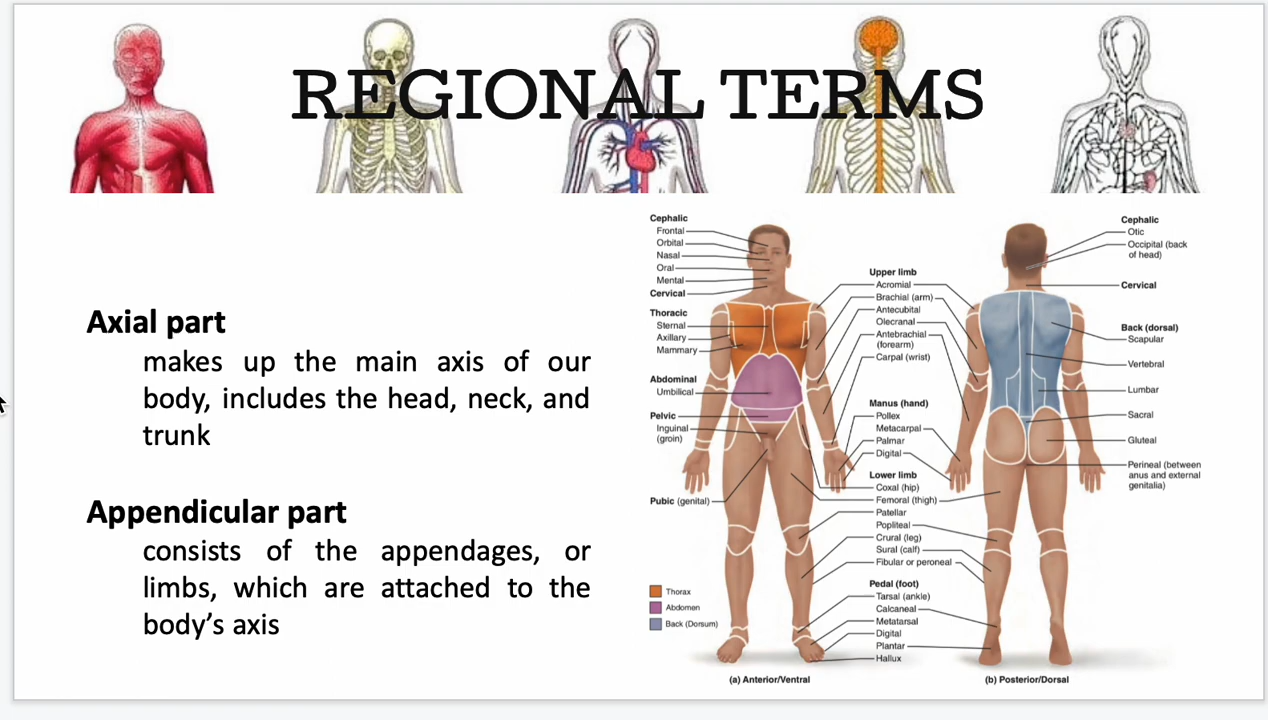 REGIONAL TERMS
Axial part
makes up the main axis of our
body, includes the head, neck, and
trunk
Appendicular part
consists of the appendages, or
limbs, which are attached to the
body’s axis
Cephalic
Frontal
Orbital
Nasal
Oral
Mental
Cervical
Thoracic
Sternal
Axillary
Mammary
Abdominal
Umbilical
Pelvic
Inguinal
(groin)
Pubic (genital)
Thorax
Abdomen
Back (Dorsum)
(a) Anterior/Ventral
Upper limb
Acromial
Brachial (arm)
Antecubital
Olecranal
Antebrachial
(forearm)
Carpal (wrist)
Manus (hand)
Pollex
Metacarpal
Palmar
Digital
Lower limb
Coxal (hip)
Femoral (thigh)
Patellar
Popliteal
Crural (leg)
Sural (calf)
Fibular or peroneal
Pedal (foot)
Tarsal (ankle)
Calcaneal
Metatarsal
Digital
Plantar
Hallux
Cephalic
Otic
Occipital (back
of head)
Cervical
Back (dorsal)
Scapular
Vertebral
Lumbar
Sacral
Gluteal
Perineal (between
anus and external
genitalia)
(b) Posterior/Dorsal